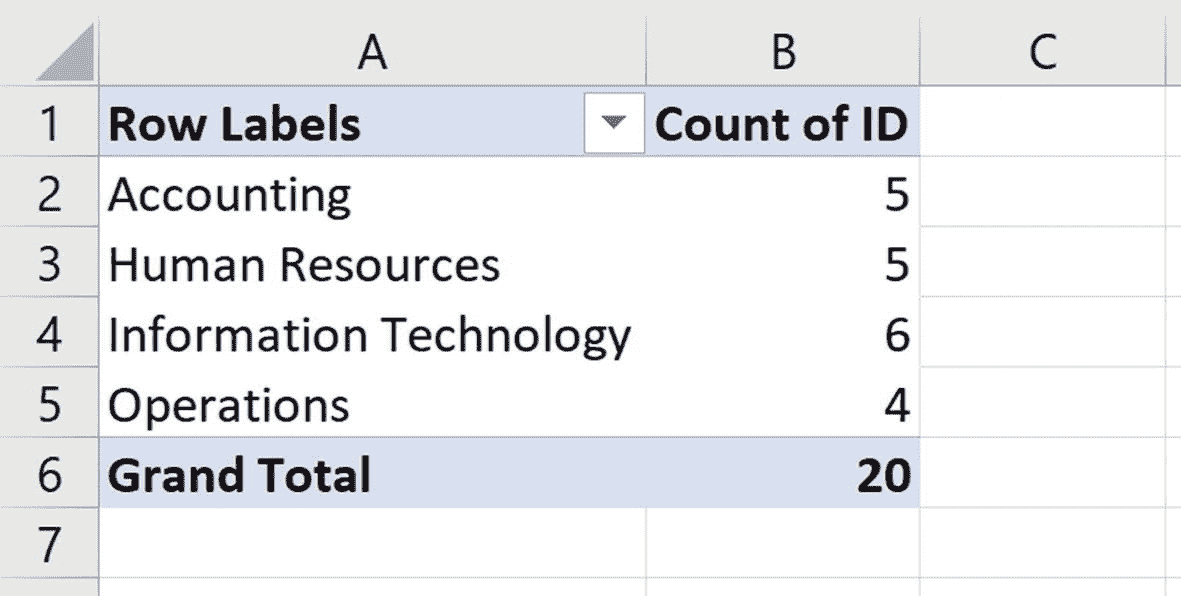 A B C
1 Row Labels Count of ID
2 Accounting 5
3 Human Resources 5
4 Information Technology 6
5 Operations 4
6 Grand Total 20
7